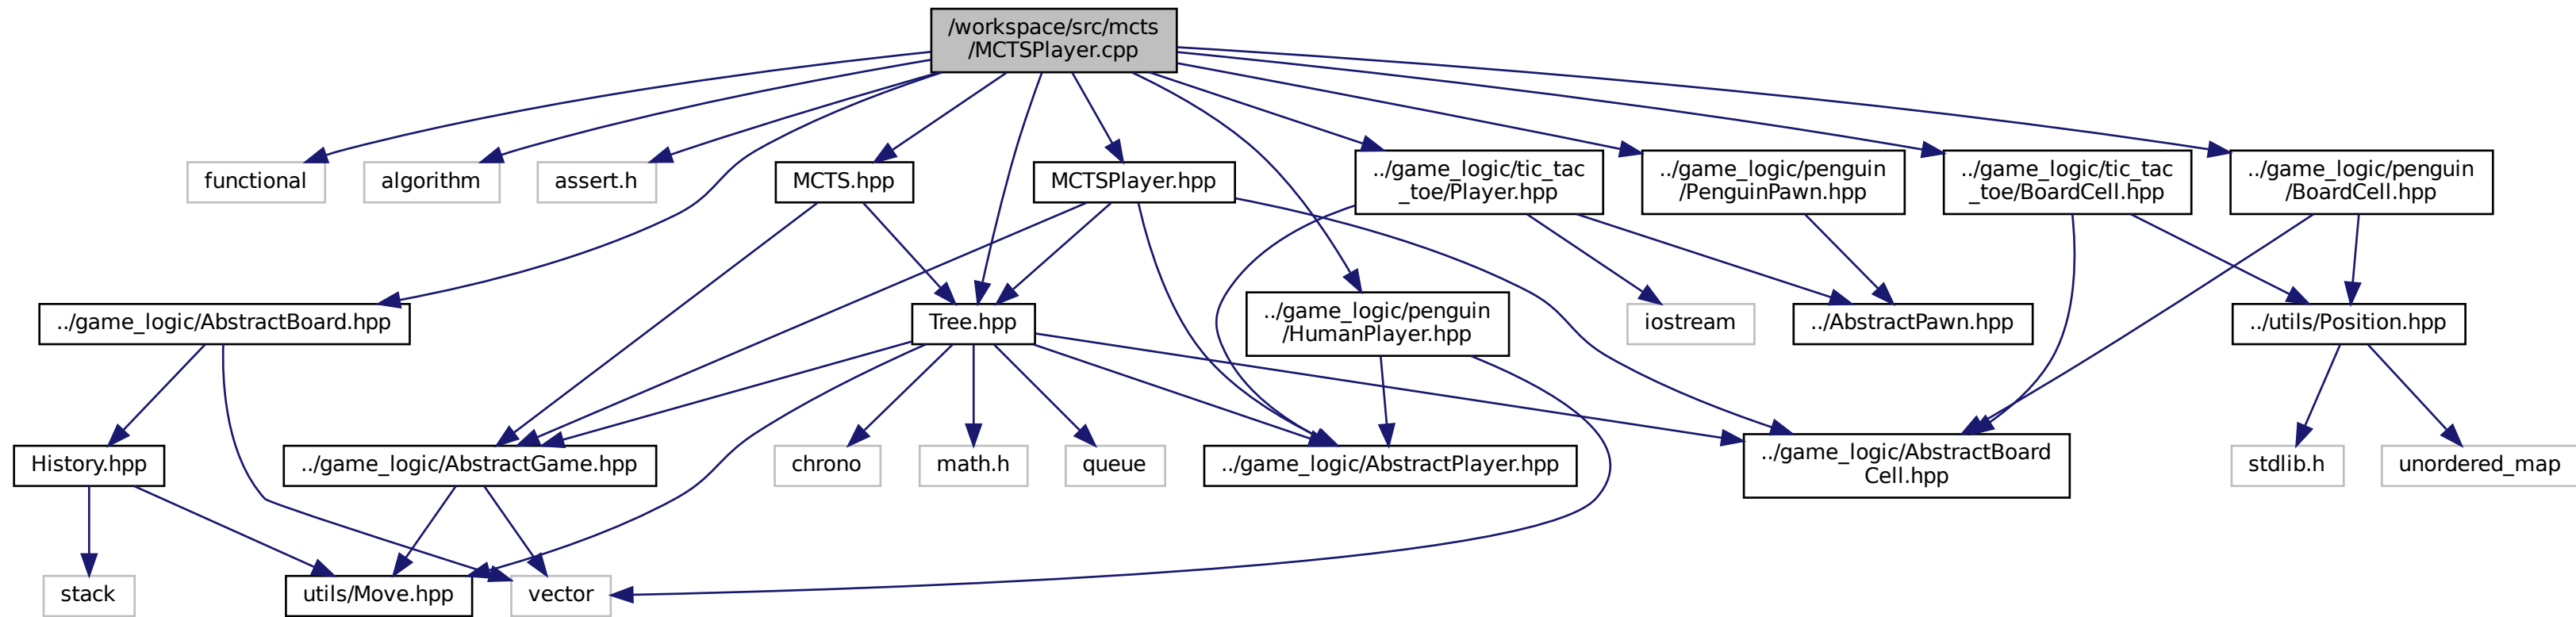 /workspace/src/mcts
/MCTSPlayer.cpp
functional
algorithm
assert.h
MCTS.hpp
MCTSPlayer.hpp
../game_logic/tic_tac
_toe/Player.hpp
../game_logic/penguin
/PenguinPawn.hpp
../game_logic/tic_tac
_toe/BoardCell.hpp
../game_logic/penguin
/BoardCell.hpp
../game_logic/AbstractBoard.hpp
Tree.hpp
../game_logic/penguin
/HumanPlayer.hpp
iostream
../AbstractPawn.hpp
../utils/Position.hpp
History.hpp
../game_logic/AbstractGame.hpp
chrono
math.h
queue
../game_logic/AbstractPlayer.hpp
../game_logic/AbstractBoard
Cell.hpp
stdlib.h
unordered_map
stack
utils/Move.hpp
vector